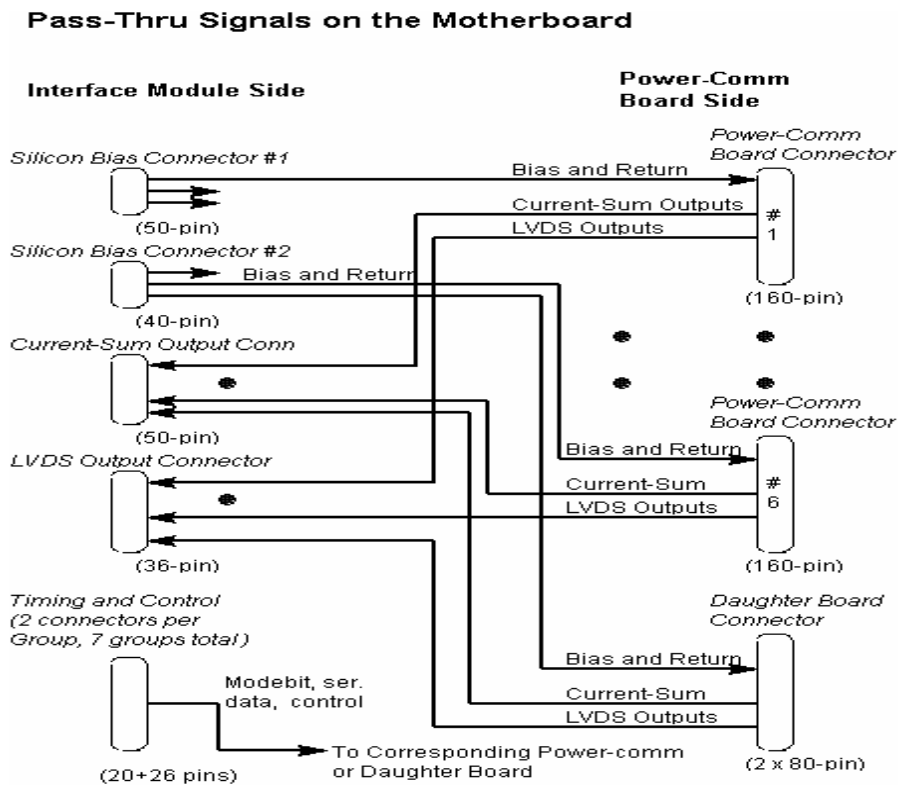 Pass-Thru Signals on the Motherboard
Interface Module Side
Power-Comm
Board Side
Silicon Bias Connector #1
(50-pin)
Silicon Bias Connector #2
(40-pin)
Current-Sum Output Conn
(50-pin)
LVDS Output Connector
(36-pin)
Timing and Control
(2 connectors per
Group, 7 groups total)
(20+26 pins)
Modebit, ser.
data, control
To Corresponding Power-comm
or Daughter Board
Bias and Return
Current-Sum Outputs
LVDS Outputs
Bias and Return
Power-Comm
Board Connector
#
1
(160-pin)
Power-Comm
Board Connector
Bias and Return
Current-Sum
LVDS Outputs
#
6
(160-pin)
Daughter Board
Connector
Bias and Return
Current-Sum
LVDS Outputs
(2 x 80-pin)